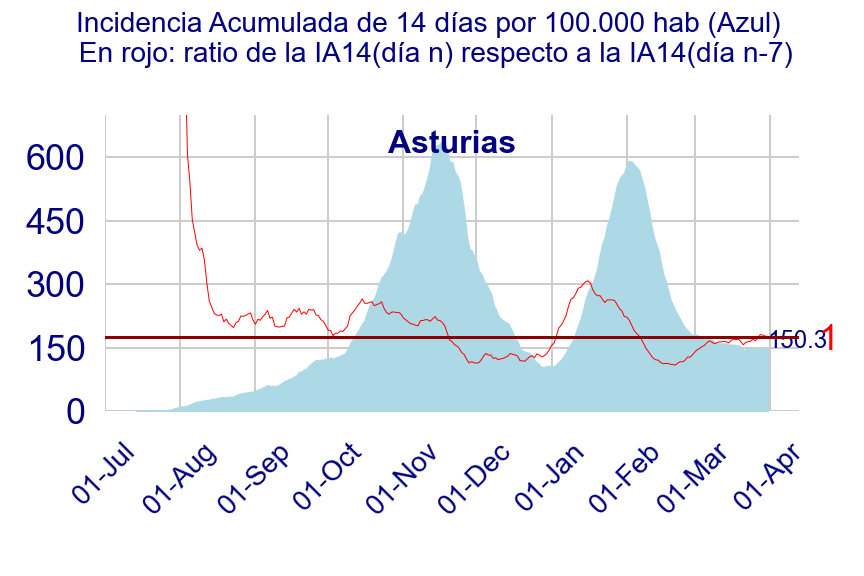 Incidencia Acumulada de 14 días por 100.000 hab (Azul)
En rojo: ratio de la IA14(día n) respecto a la IA14(día n-7)
Asturias
600
450
300
150
0
150.3
1
01-Jul
01-Aug
01-Sep
01-Oct
01-Nov
01-Dec
01-Jan
01-Feb
01-Mar
01-Apr